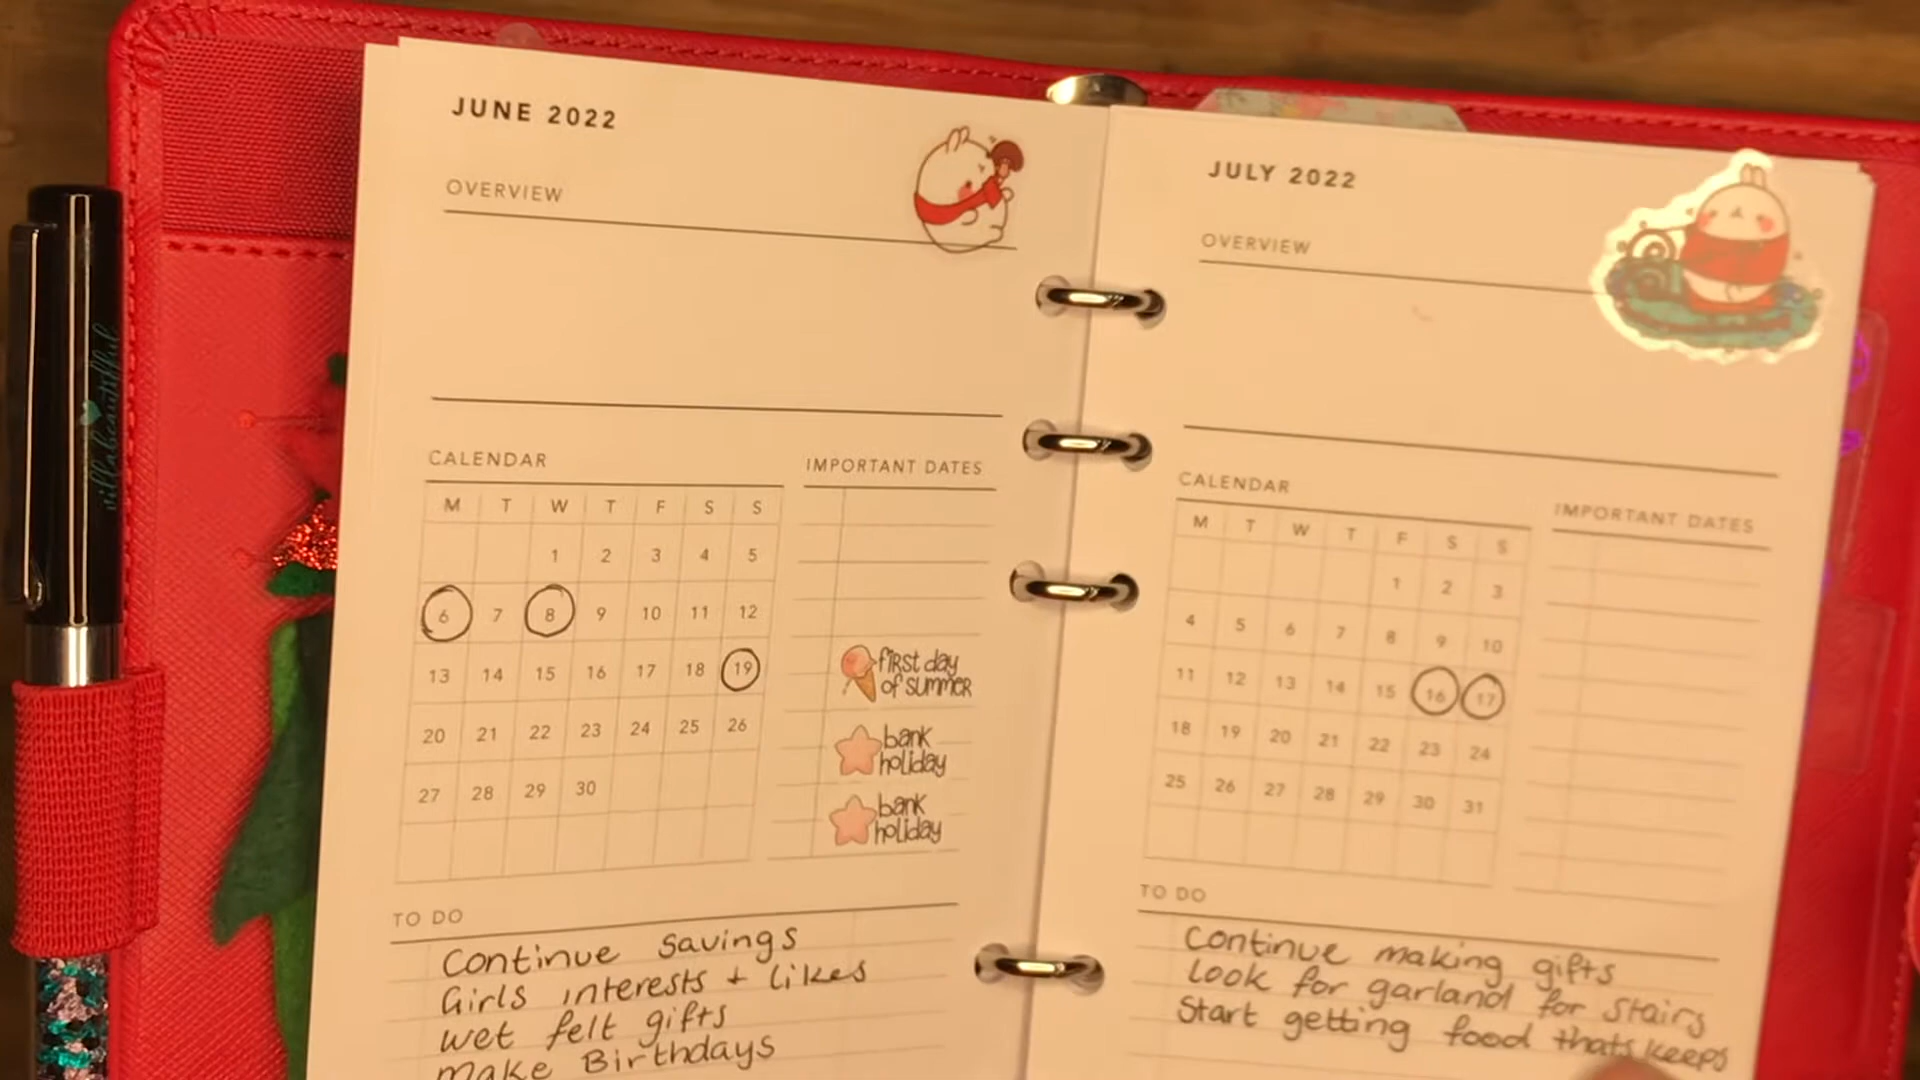 JUNE 2022
OVERVIEW
CALENDAR
M T W T F S S
1 2 3 4 5
6 7 8 9 10 11 12
13 14 15 16 17 18 19
20 21 22 23 24 25 26
27 28 29 30
IMPORTANT DATES
first day
of summer
bank
holiday
bank
holiday
TO DO
Continue savings
Girls interests + likes
wet felt gifts
make Birthdays
JULY 2022
OVERVIEW
CALENDAR
M T W T F S S
1 2 3
4 5 6 7 8 9 10
11 12 13 14 15 16 17
18 19 20 21 22 23 24
25 26 27 28 29 30 31
IMPORTANT DATES
TO DO
Continue making gifts
Look for garland for stairs
Start getting food thats keeps
villabeautiful